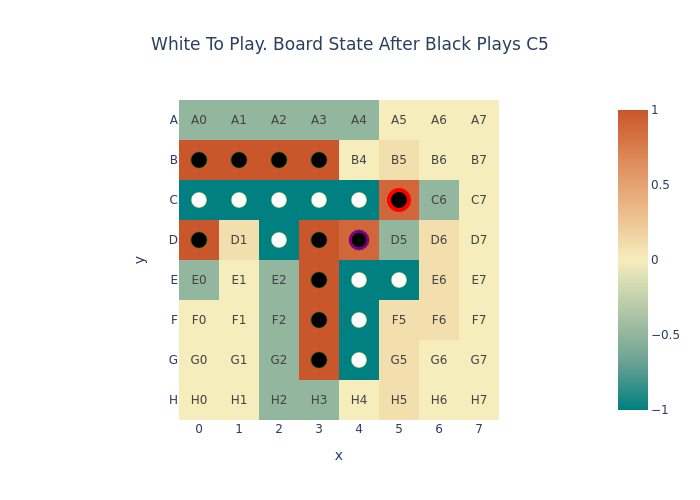 White To Play. Board State After Black Plays C5
A A0 A1 A2 A3 A4 A5 A6 A7
B B4 B5 B6 B7
C C6 C7
D D1 D5 D6 D7
E E0 E1 E2 E6 E7
F F0 F1 F2 F5 F6 F7
G G0 G1 G2 G5 G6 G7
H H0 H1 H2 H3 H4 H5 H6 H7
0 1 2 3 4 5 6 7
x
y
1
0.5
0
−0.5
−1